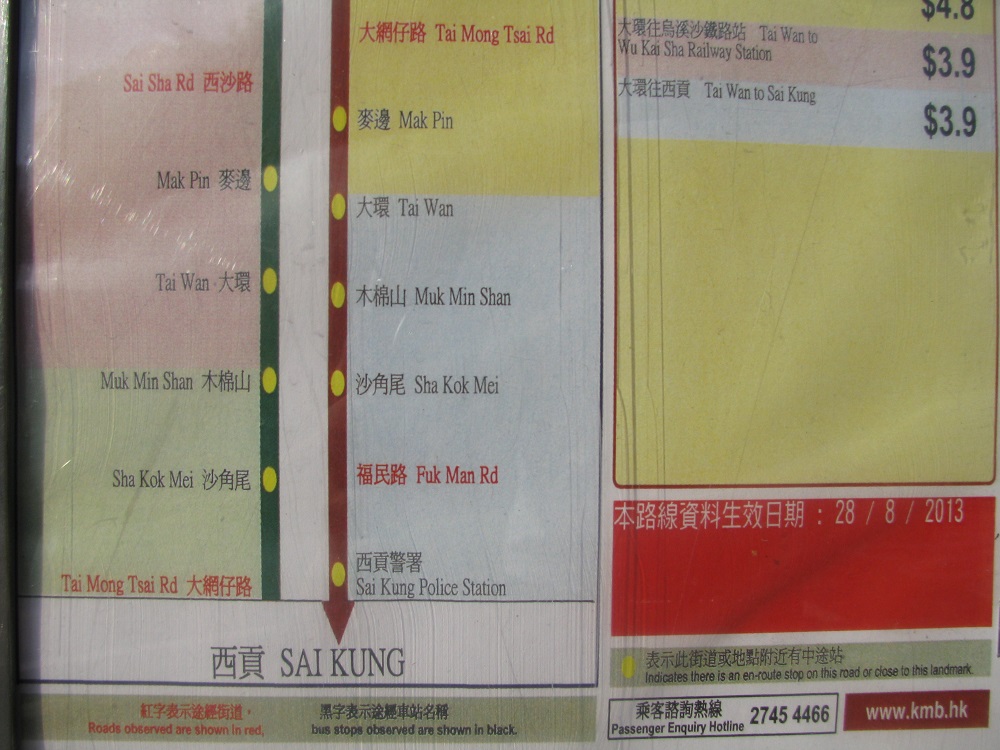 Sai Sha Rd 西沙路
Mak Pin 麥邊
Tai Wan 大環
Muk Min Shan 木棉山
Sha Kok Mei 沙角尾
Tai Mong Tsai Rd 大網仔路
大網仔路 Tai Mong Tsai Rd
麥邊 Mak Pin
大環 Tai Wan
木棉山 Muk Min Shan
沙角尾 Sha Kok Mei
福民路 Fuk Man Rd
西貢警署
Sai Kung Police Station
西貢 SAI KUNG
紅字表示途經街道，
Roads observed are shown in red,
黑字表示途經車站名稱
bus stops observed are shown in black.
$4.8
大環往烏溪沙鐵路站 Tai Wan to
Wu Kai Sha Railway Station
$3.9
大環往西貢 Tai Wan to Sai Kung
$3.9
本路線資料生效日期 : 28 / 8 / 2013
表示此街道或地點附近有中途站
Indicates there is an en-route stop on this road or close to this landmark.
乘客諮詢熱線
Passenger Enquiry Hotline 2745 4466
www.kmb.hk